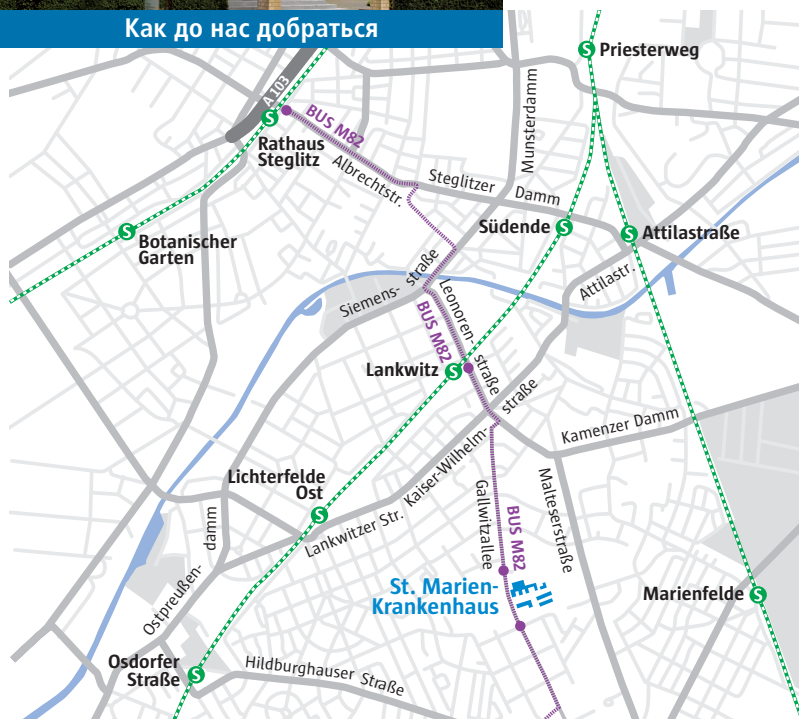 Как до нас добраться
Priesterweg
A 103
BUS M82
Rathaus
Steglitz
Albrechtstr.
Munsterdamm
Steglitzer Damm
Südende
Attilastraße
Botanischer
Garten
Attilastr.
Siemens- straße
Leonoren- straße
BUS M82
Lankwitz
Kaiser-Wilhelm- straße
Kamenzer Damm
Lichterfelde
Ost
Lankwitzer Str.
Malteserstraße
Gallwitzallee
BUS M82
Ostpreußen- damm
St. Marien-
Krankenhaus
Marienfelde
Osdorfer
Straße
Hildburghauser Straße
S
S
S
S
S
S
S
S
S